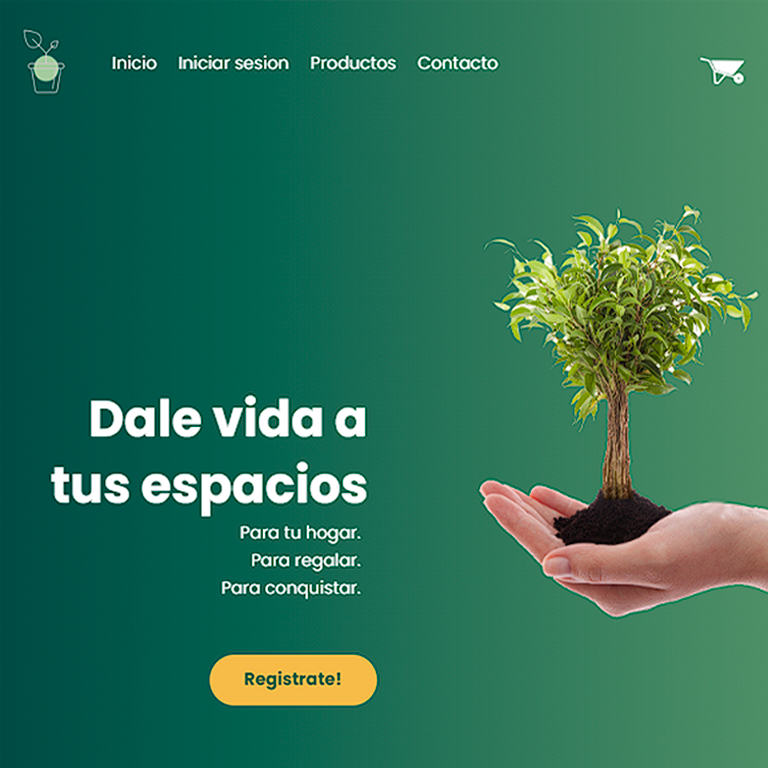 Inicio Iniciar sesion Productos Contacto
Dale vida a
tus espacios
Para tu hogar.
Para regalar.
Para conquistar.
Registrate!